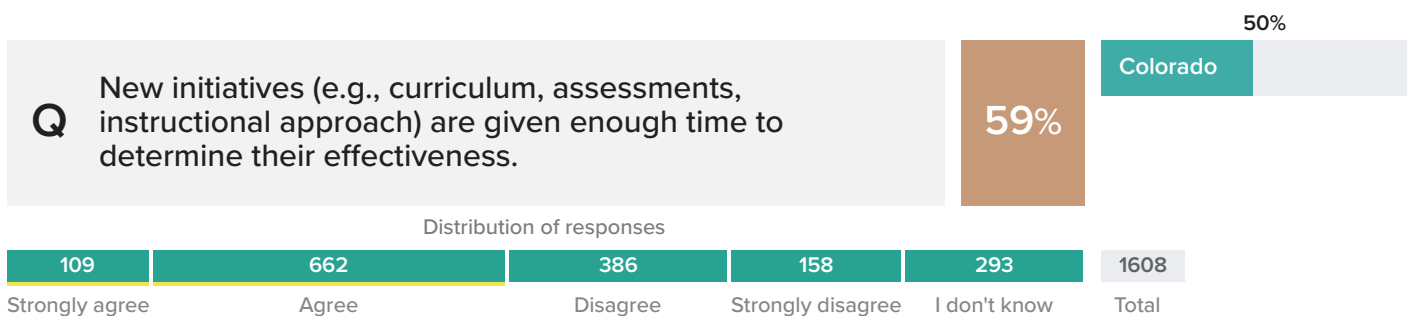 50%
Q
New initiatives (e.g., curriculum, assessments,
instructional approach) are given enough time to
determine their effectiveness.
59%
Colorado
Distribution of responses
109 662 386 158 293 1608
Strongly agree Agree Disagree Strongly disagree I don't know Total